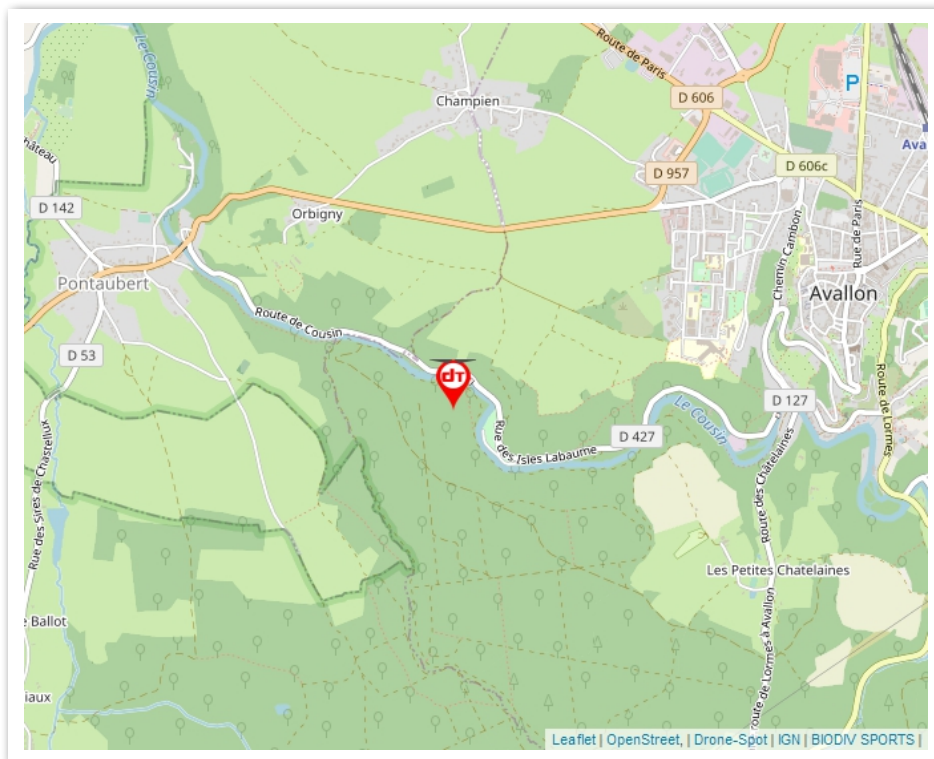 Le Cousin
Route de Paris
Champien
D 606
P
Ava
D 957
D 606c
hâteau
D 142
Orbigny
Chemin Cambon
Rue de Paris
Pontaubert
Avallon
Route de Cousin
D 53
dT
Route de Lormes
Le Cousin
D 127
Rue des Isles Labaume
D 427
Rue des Sires de Chastellux
Route des Châtelaines
Les Petites Chatelaines
Ballot
iaux
route de Lormes à Avallon
Leaflet | OpenStreet, | Drone-Spot | IGN | BIODIV SPORTS |